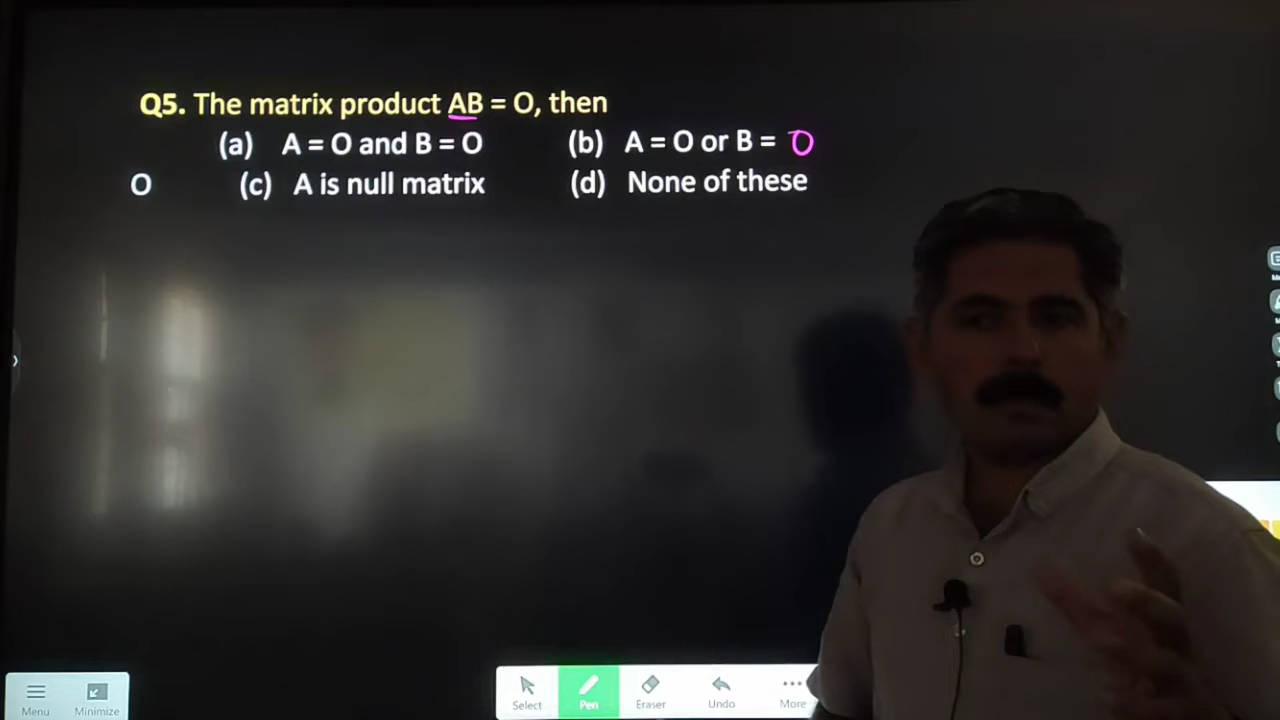 Q5. The matrix product AB = O, then
(a) A = O and B = O (b) A = O or B = O
O (c) A is null matrix (d) None of these
Menu Minimize Select Pen Eraser Undo More